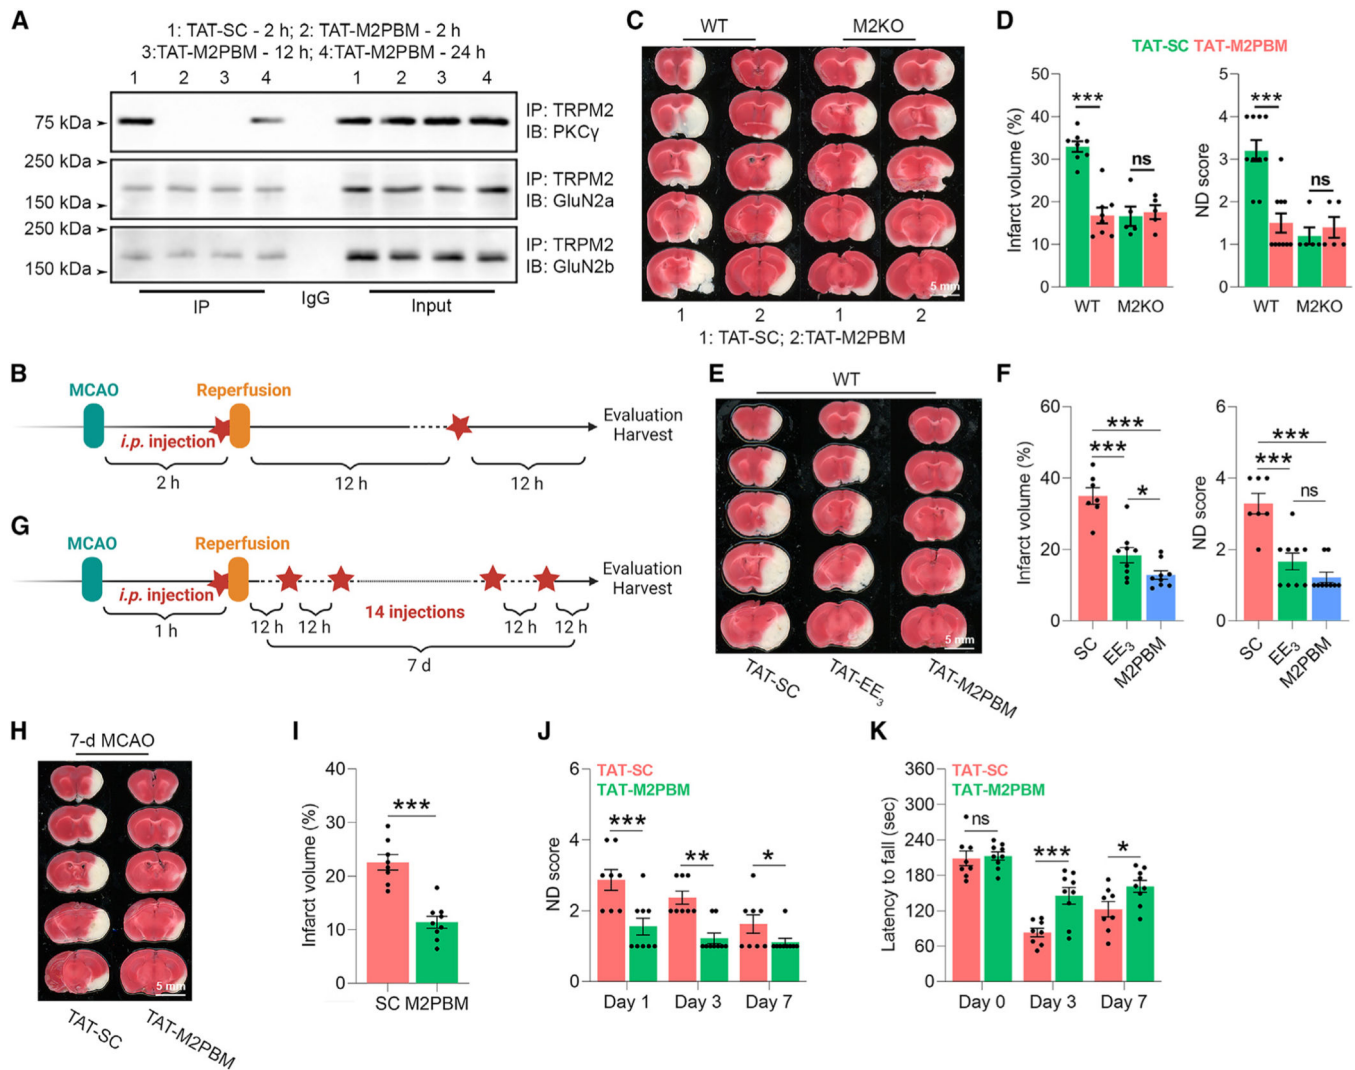 A
1: TAT-SC - 2 h; 2: TAT-M2PBM - 2 h
3:TAT-M2PBM - 12 h; 4:TAT-M2PBM - 24 h
1 2 3 4 1 2 3 4
75 kDa
IP: TRPM2
IB: PKCγ
250 kDa
150 kDa
IP: TRPM2
IB: GluN2a
250 kDa
150 kDa
IP: TRPM2
IB: GluN2b
IP IgG Input
C
WT M2KO
5 mm
1 2 1 2
1: TAT-SC; 2:TAT-M2PBM
D
TAT-SC TAT-M2PBM
Infarct volume (%)
50
40
30
20
10
0
*** ns
WT M2KO
ND score
5
4
3
2
1
0
*** ns
WT M2KO
B
MCAO Reperfusion
i.p. injection
Evaluation
Harvest
2 h 12 h 12 h
E
WT
5 mm
TAT-SC TAT-EE3 TAT-M2PBM
F
Infarct volume (%)
60
40
20
0
***
***
*
SC EE3 M2PBM
ND score
6
4
2
0
***
***
ns
SC EE3 M2PBM
G
MCAO Reperfusion
i.p. injection
14 injections
Evaluation
Harvest
1 h 12 h 12 h 12 h 12 h
7 d
H
7-d MCAO
5 mm
TAT-SC TAT-M2PBM
I
Infarct volume (%)
40
30
20
10
0
***
SC M2PBM
J
TAT-SC
TAT-M2PBM
ND score
6
4
2
0
*** ** *
Day 1 Day 3 Day 7
K
TAT-SC
TAT-M2PBM
Latency to fall (sec)
360
300
240
180
120
60
0
ns *** *
Day 0 Day 3 Day 7